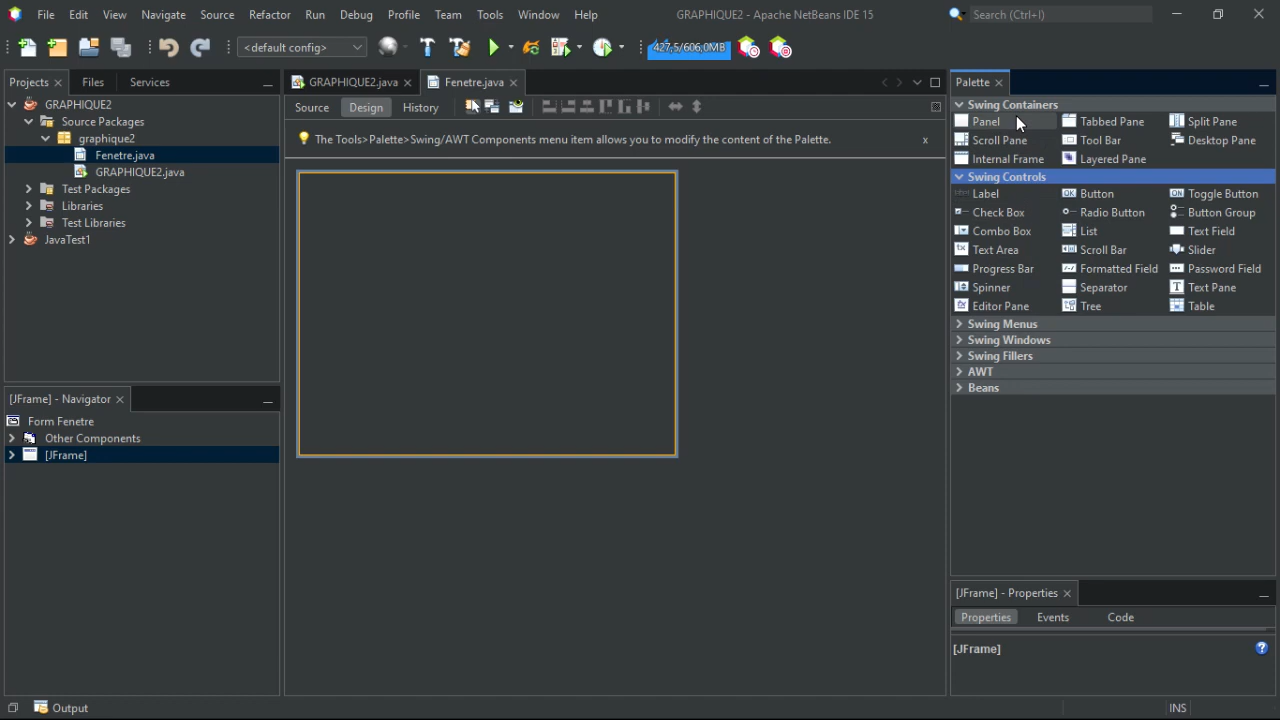 File Edit View Navigate Source Refactor Run Debug Profile Team Tools Window Help GRAPHIQUE2 - Apache NetBeans IDE 15 Search (Ctrl+I)
<default config> 427,5/606,0MB
Projects Files Services GRAPHIQUE2.java Fenetre.java Palette
GRAPHIQUE2
Source Packages
graphique2
Fenetre.java
GRAPHIQUE2.java
Test Packages
Libraries
Test Libraries
JavaTest1
[JFrame] - Navigator
Form Fenetre
Other Components
[JFrame]
Source Design History
The Tools>Palette>Swing/AWT Components menu item allows you to modify the content of the Palette. x
Swing Containers
Panel Tabbed Pane Split Pane
Scroll Pane Tool Bar Desktop Pane
Internal Frame Layered Pane
Swing Controls
Label OK Button ON Toggle Button
Check Box Radio Button Button Group
Combo Box List Text Field
Text Area Scroll Bar Slider
Progress Bar Formatted Field Password Field
Spinner Separator T Text Pane
Editor Pane Tree Table
Swing Menus
Swing Windows
Swing Fillers
AWT
Beans
[JFrame] - Properties
Properties Events Code
[JFrame] ?
Output INS